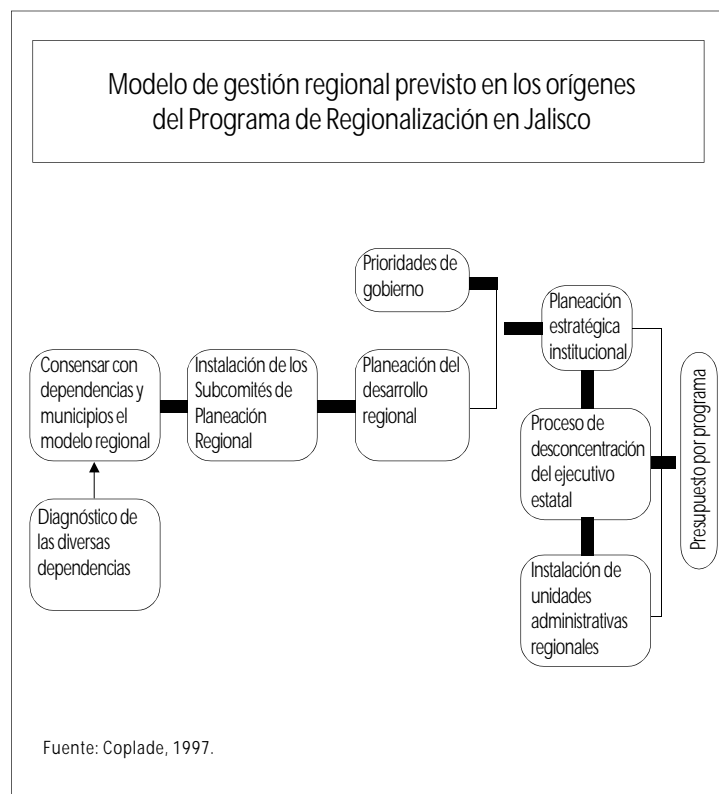 Modelo de gestión regional previsto en los orígenes
del Programa de Regionalización en Jalisco
Prioridades de
gobierno
Planeación
estratégica
institucional
Consensar con
dependencias y
municipios el
modelo regional
Instalación de los
Subcomités de
Planeación
Regional
Planeación del
desarrollo
regional
Proceso de
desconcentración
del ejecutivo
estatal
Presupuesto por programa
Diagnóstico de
las diversas
dependencias
Instalación de
unidades
administrativas
regionales
Fuente: Coplade, 1997.